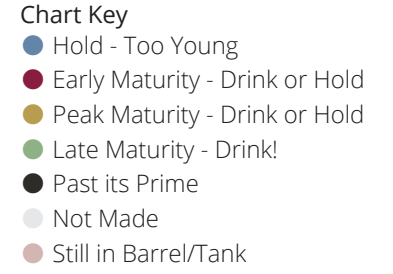 Chart Key
Hold - Too Young
Early Maturity - Drink or Hold
Peak Maturity - Drink or Hold
Late Maturity - Drink!
Past its Prime
Not Made
Still in Barrel/Tank